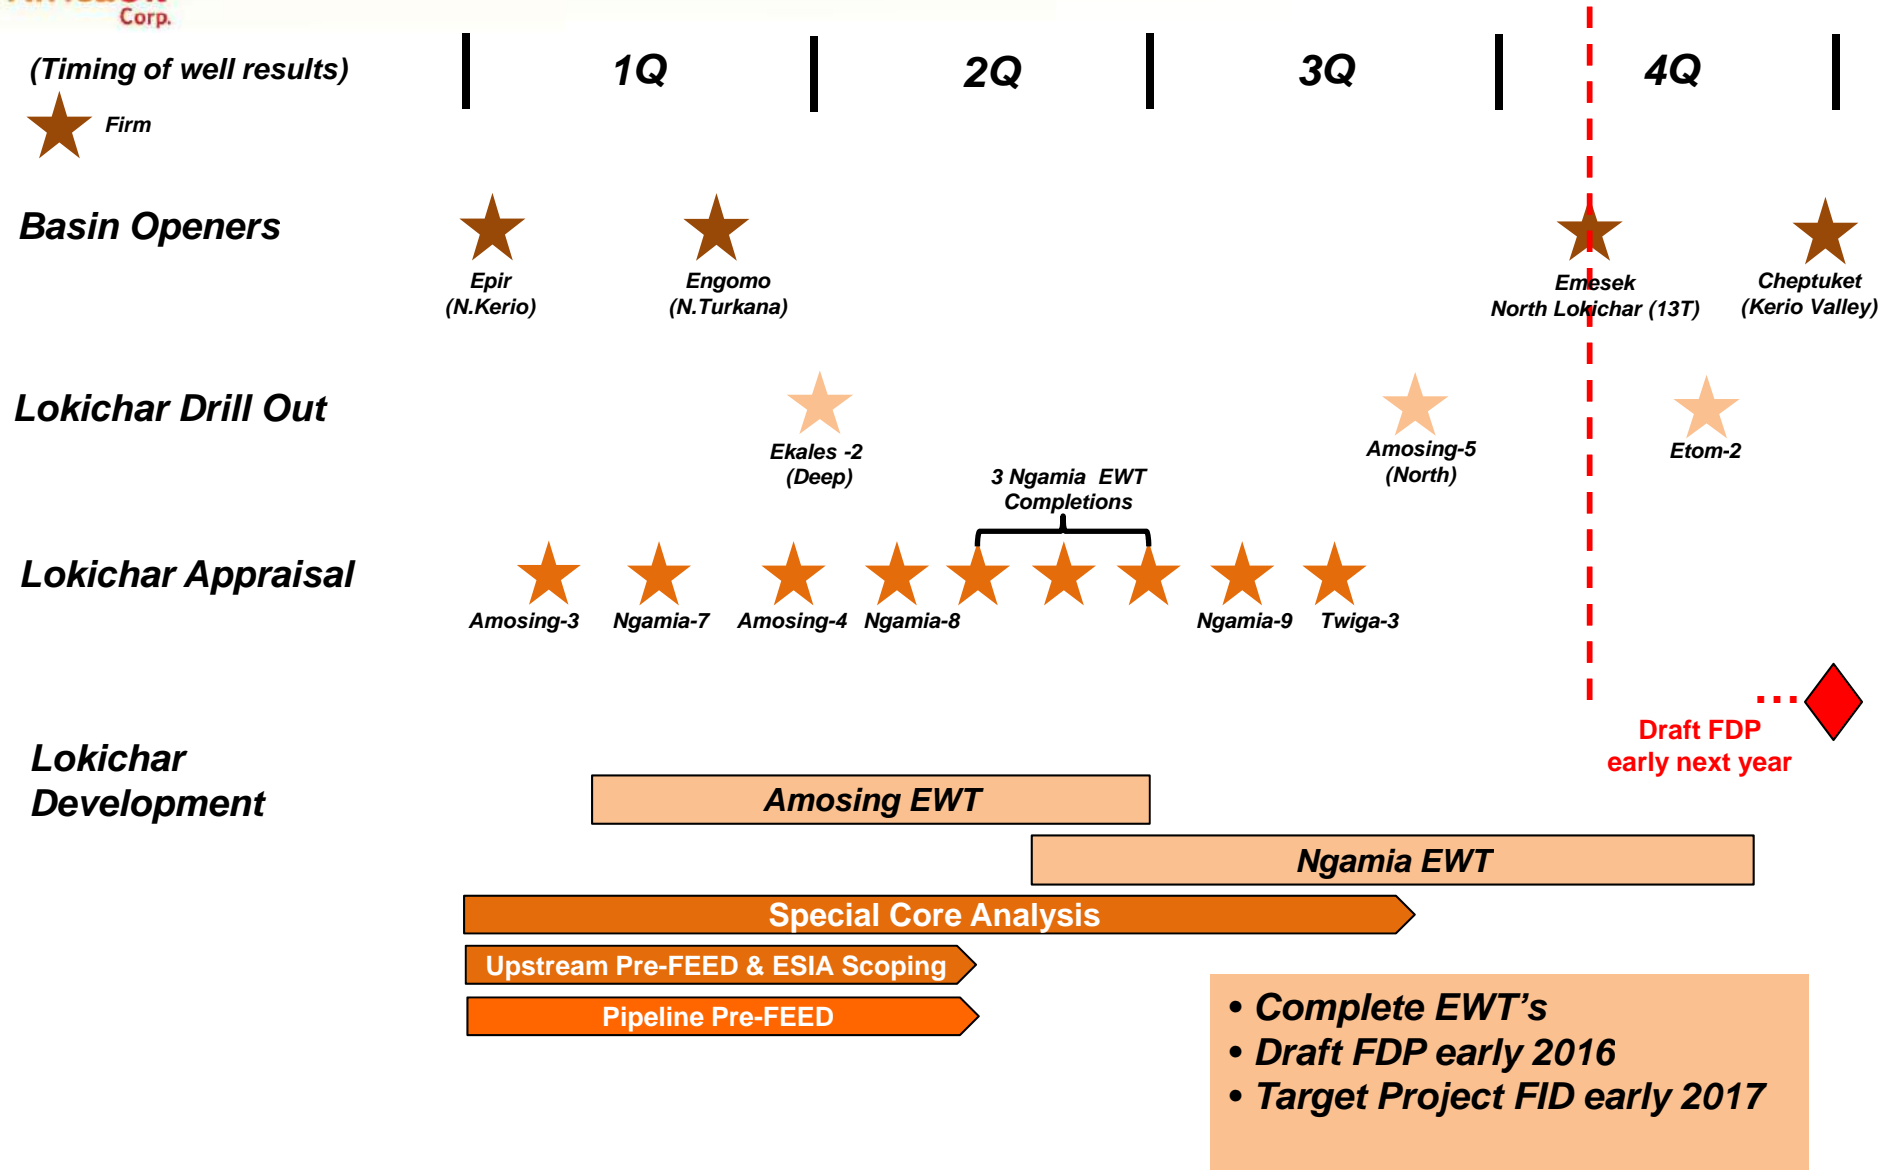 Corp.
(Timing of well results)
1Q
2Q
3Q
4Q
Firm
Basin Openers
Epir
(N.Kerio)
Engomo
(N.Turkana)
Emesek
North Lokichar (13T)
Cheptuket
(Kerio Valley)
Lokichar Drill Out
Ekales -2
(Deep)
Amosing-5
(North)
Etom-2
3 Ngamia EWT
Completions
Lokichar Appraisal
Amosing-3
Ngamia-7
Amosing-4
Ngamia-8
Ngamia-9
Twiga-3
Draft FDP
early next year
Lokichar
Development
Amosing EWT
Ngamia EWT
Special Core Analysis
Upstream Pre-FEED & ESIA Scoping
Pipeline Pre-FEED
• Complete EWT’s
• Draft FDP early 2016
• Target Project FID early 2017